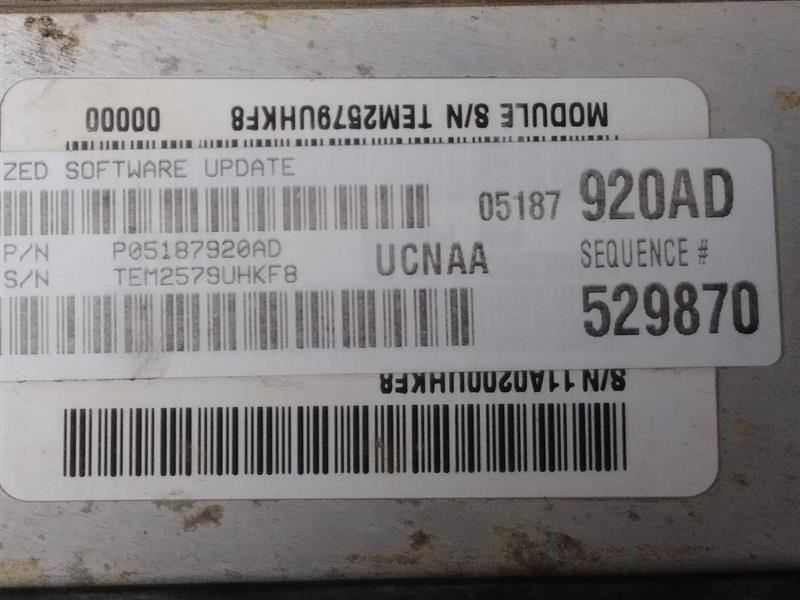 MODULE S/N TEM2579UHKF8 00000
ZED SOFTWARE UPDATE
05187 920AD
P/N P05187920AD
UCNAA
SEQUENCE #
S/N TEM2579UHKF8
529870
S/N 11A0200UHKF8